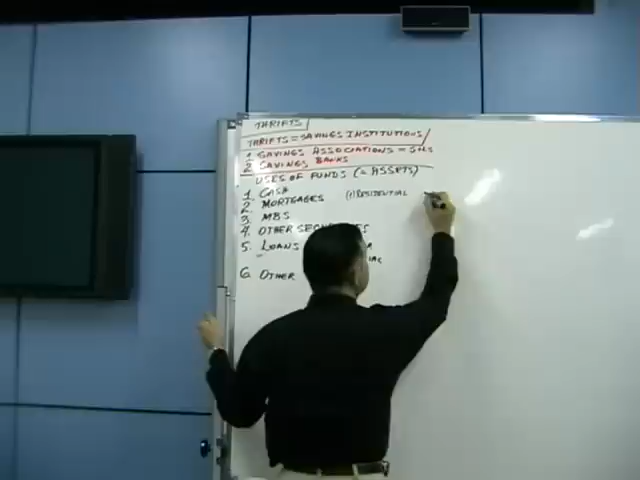 THRIFTS/
THRIFTS = SAVINGS INSTITUTIONS/
1. SAVINGS ASSOCIATIONS = S&LS
2. SAVINGS BANKS
USES OF FUNDS (= ASSETS)
1. CASH
2. MORTGAGES (1) RESIDENTIAL
3. MBS
4. OTHER
5. LOANS
6. OTHER